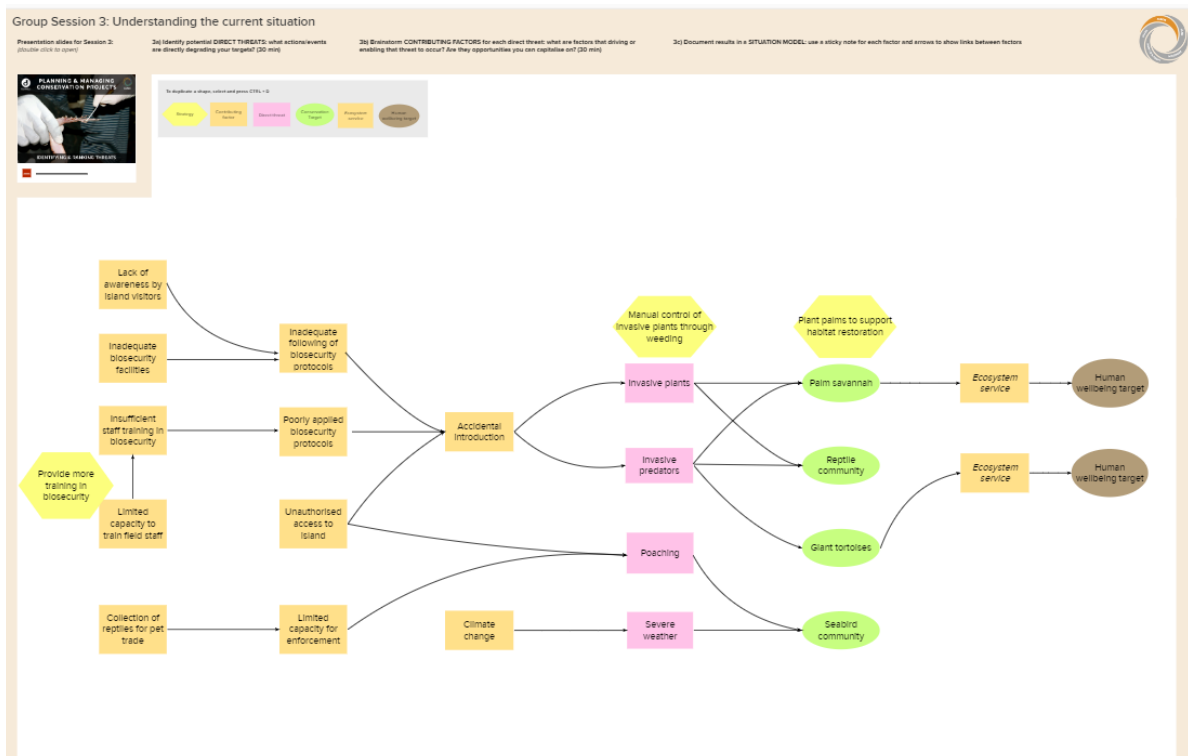 Group Session 3: Understanding the current situation
Presentation slides for Session 3:
(double click to open)
3a) Identify potential DIRECT THREATS: what actions/events
are directly degrading your targets? (30 min)
3b) Brainstorm CONTRIBUTING FACTORS for each direct threat: what are factors that driving or
enabling that threat to occur? Are they opportunities you can capitalise on? (30 min)
3c) Document results in a SITUATION MODEL: use a sticky note for each factor and arrows to show links between factors
PLANNING & MANAGING
CONSERVATION PROJECTS
IDENTIFYING & RANKING THREATS
To duplicate a shape, select and press CTRL + D
Strategy
Contributing
factor
Direct threat
Conservation
Target
Ecosystem
service
Human
wellbeing target
Lack of
awareness by
island visitors
Inadequate
biosecurity
facilities
Inadequate
following of
biosecurity
protocols
Manual control of
invasive plants through
weeding
Plant palms to support
habitat restoration
Invasive plants
Palm savannah
Ecosystem
service
Human
wellbeing target
Insufficient
staff training in
biosecurity
Poorly applied
biosecurity
protocols
Accidental
introduction
Invasive
predators
Reptile
community
Ecosystem
service
Human
wellbeing target
Provide more
training in
biosecurity
Limited
capacity to
train field staff
Unauthorised
access to
island
Poaching
Giant tortoises
Collection of
reptiles for pet
trade
Limited
capacity for
enforcement
Climate
change
Severe
weather
Seabird
community